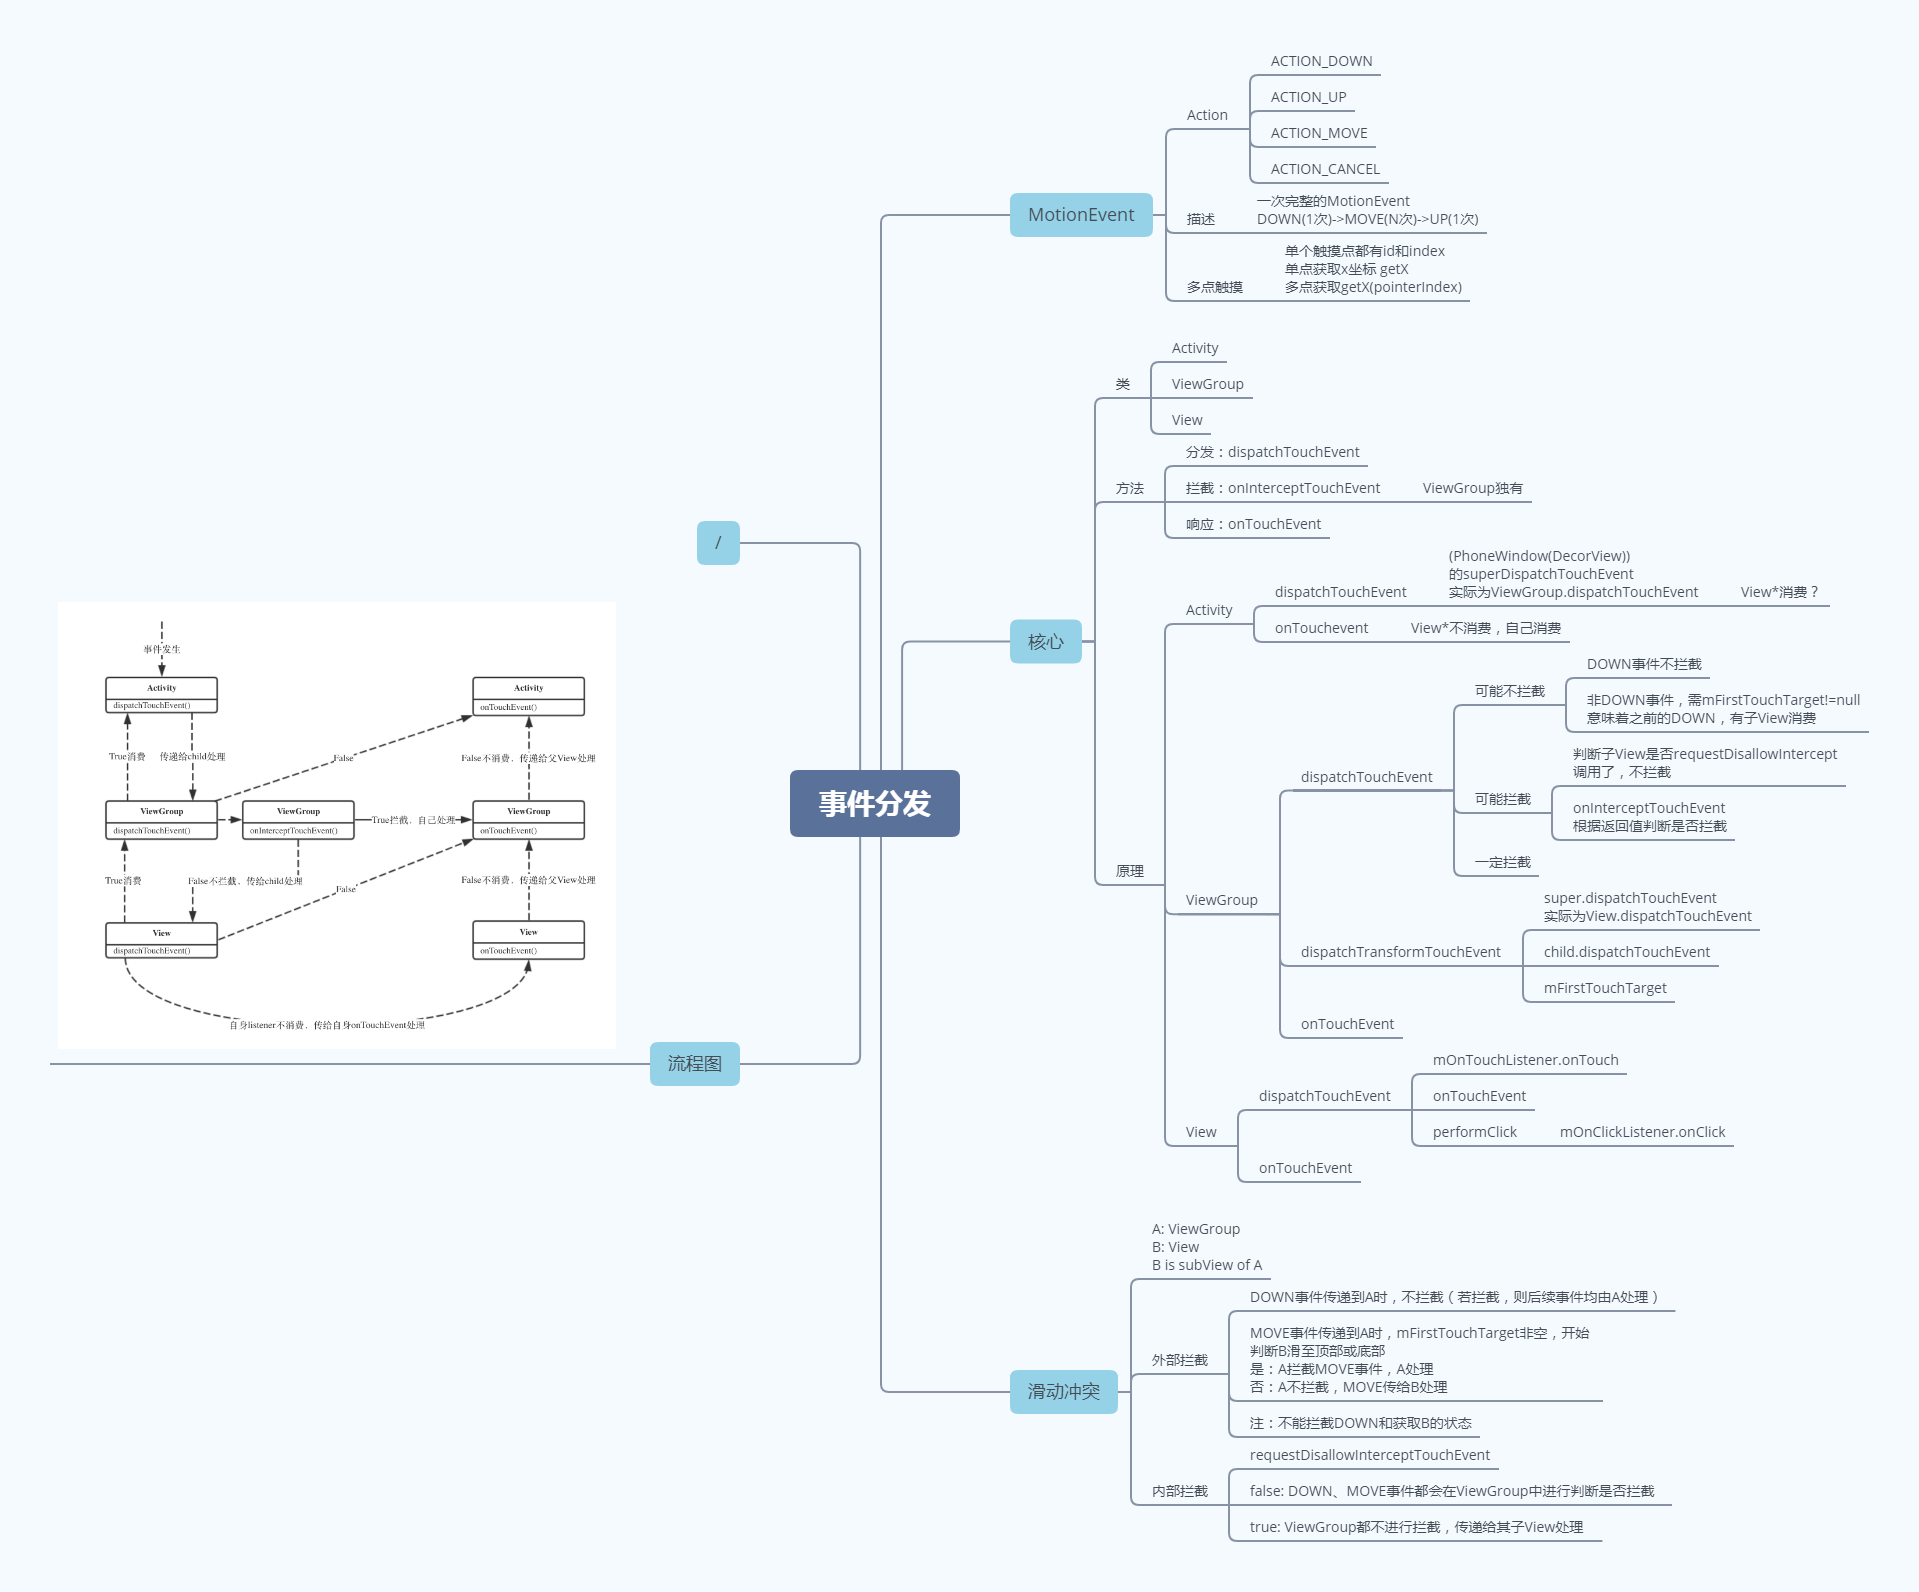 事件分发
MotionEvent
Action
ACTION_DOWN
ACTION_UP
ACTION_MOVE
ACTION_CANCEL
描述
一次完整的MotionEvent
DOWN(1次)->MOVE(N次)->UP(1次)
多点触摸
单个触摸点都有id和index
单点获取x坐标 getX
多点获取getX(pointerIndex)
核心
类
Activity
ViewGroup
View
方法
分发：dispatchTouchEvent
拦截：onInterceptTouchEvent
ViewGroup独有
响应：onTouchEvent
原理
Activity
dispatchTouchEvent
(PhoneWindow(DecorView))
的superDispatchTouchEvent
实际为ViewGroup.dispatchTouchEvent
View*消费？
onTouchevent
View*不消费，自己消费
ViewGroup
dispatchTouchEvent
可能不拦截
DOWN事件不拦截
非DOWN事件，需mFirstTouchTarget!=null
意味着之前的DOWN，有子View消费
可能拦截
判断子View是否requestDisallowIntercept
调用了，不拦截
onInterceptTouchEvent
根据返回值判断是否拦截
一定拦截
dispatchTransformTouchEvent
super.dispatchTouchEvent
实际为View.dispatchTouchEvent
child.dispatchTouchEvent
mFirstTouchTarget
onTouchEvent
View
dispatchTouchEvent
mOnTouchListener.onTouch
onTouchEvent
performClick
mOnClickListener.onClick
onTouchEvent
滑动冲突
A: ViewGroup
B: View
B is subView of A
外部拦截
DOWN事件传递到A时，不拦截（若拦截，则后续事件均由A处理）
MOVE事件传递到A时，mFirstTouchTarget非空，开始
判断B滑至顶部或底部
是：A拦截MOVE事件，A处理
否：A不拦截，MOVE传给B处理
注：不能拦截DOWN和获取B的状态
内部拦截
requestDisallowInterceptTouchEvent
false: DOWN、MOVE事件都会在ViewGroup中进行判断是否拦截
true: ViewGroup都不进行拦截，传递给其子View处理
/
流程图
事件发生
Activity
dispatchTouchEvent()
Activity
onTouchEvent()
True消费
传递给child处理
False
False不消费，传递给父View处理
ViewGroup
dispatchTouchEvent()
ViewGroup
onInterceptTouchEvent()
True拦截，自己处理
ViewGroup
onTouchEvent()
True消费
False不拦截，传给child处理
False
False不消费，传递给父View处理
View
dispatchTouchEvent()
View
onTouchEvent()
自身listener不消费，传给自身onTouchEvent处理